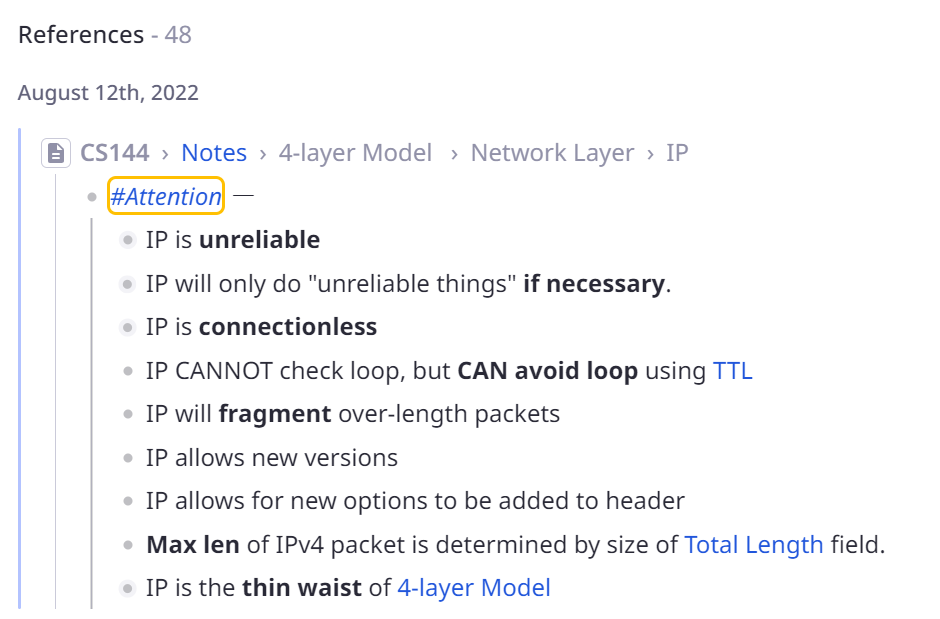 References - 48
August 12th, 2022
CS144 › Notes › 4-layer Model › Network Layer › IP
#Attention —
IP is unreliable
IP will only do "unreliable things" if necessary.
IP is connectionless
IP CANNOT check loop, but CAN avoid loop using TTL
IP will fragment over-length packets
IP allows new versions
IP allows for new options to be added to header
Max len of IPv4 packet is determined by size of Total Length field.
IP is the thin waist of 4-layer Model